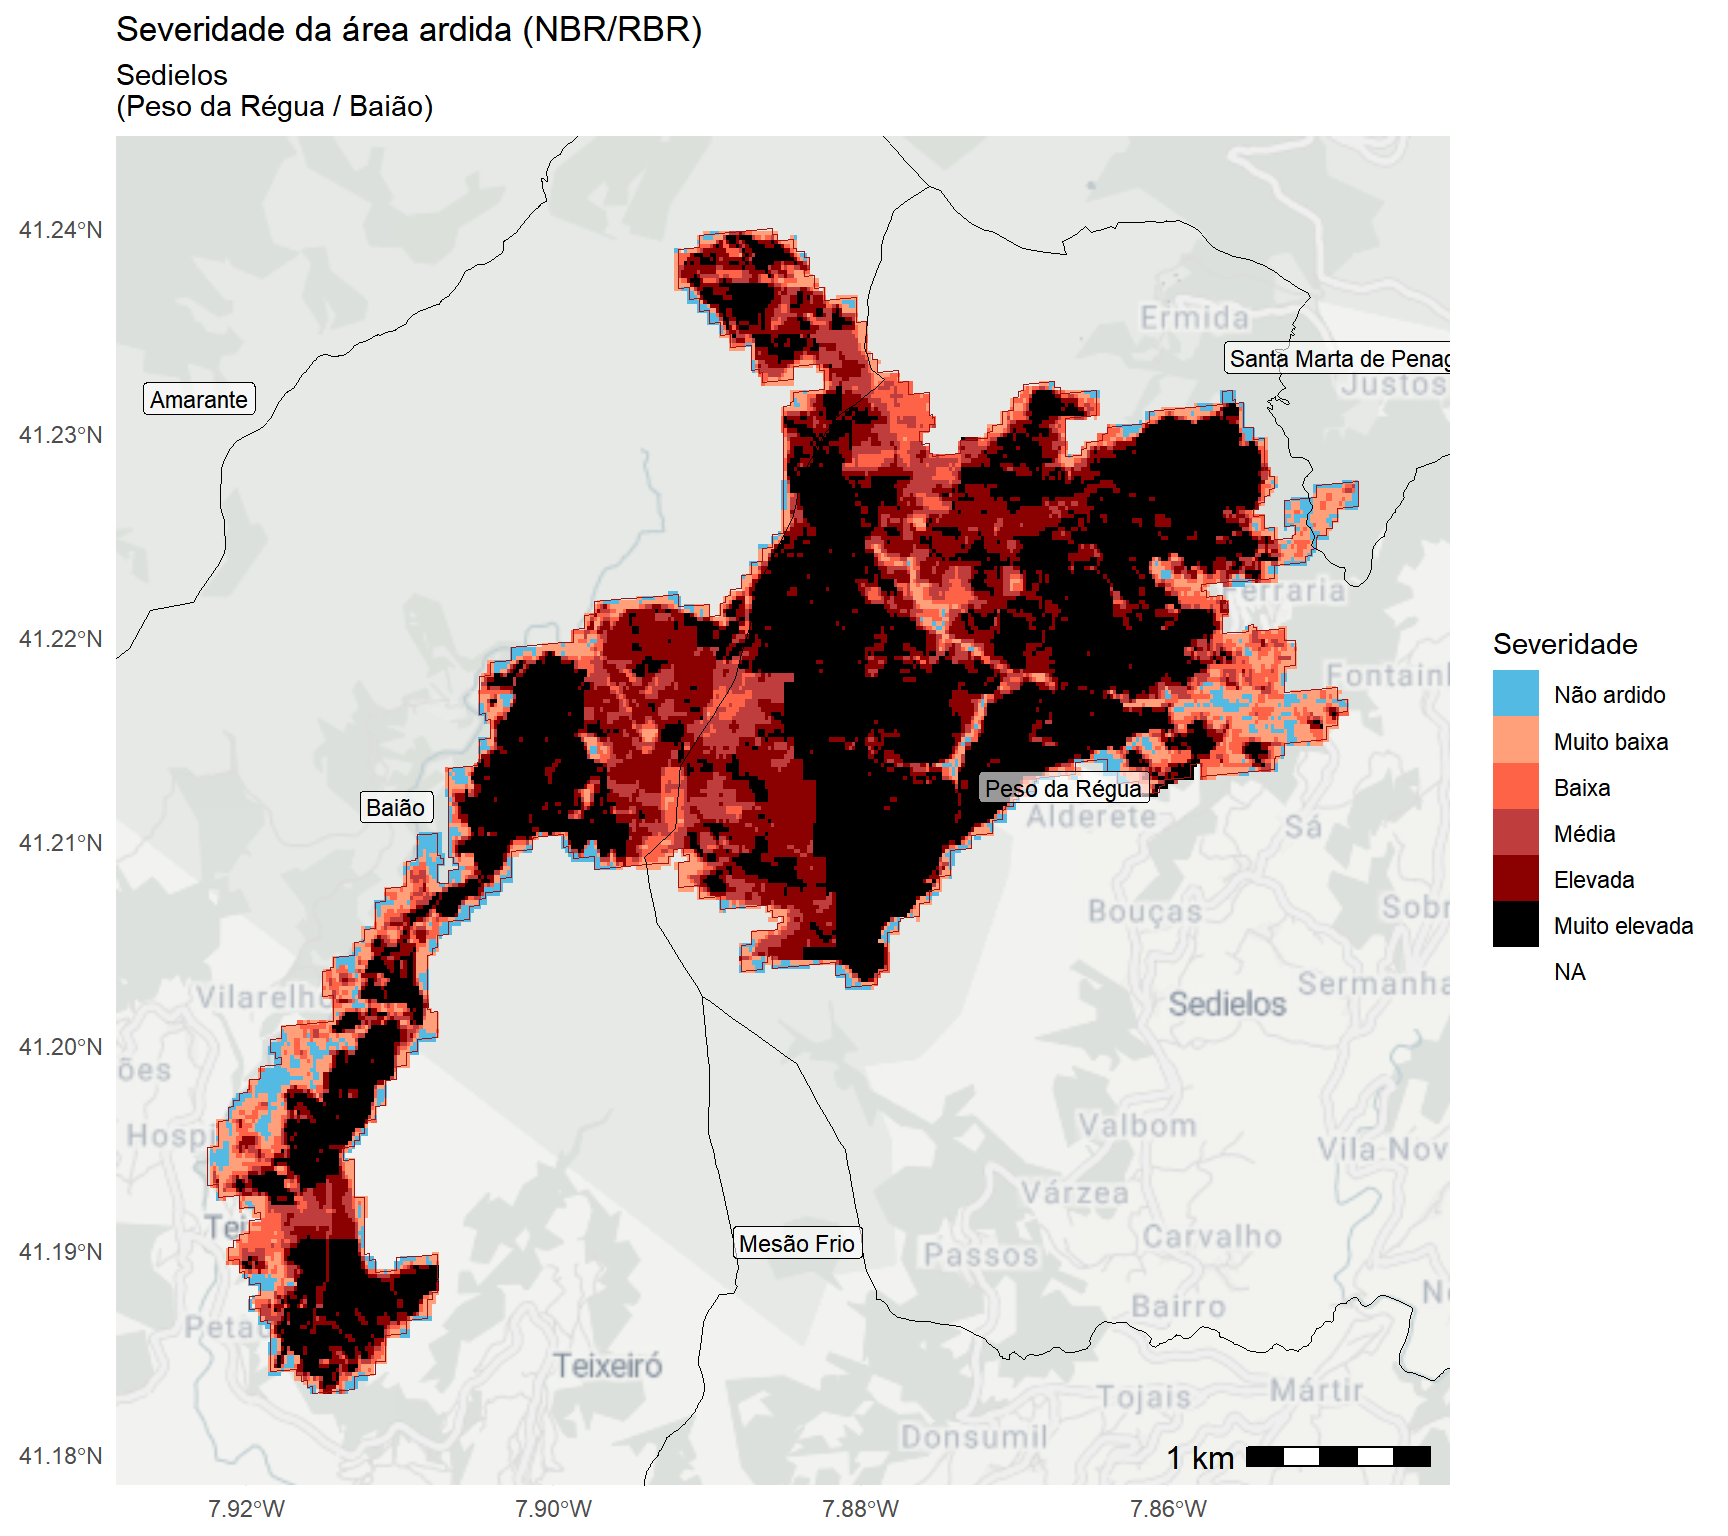 Severidade da área ardida (NBR/RBR)
Sedielos
(Peso da Régua / Baião)
41.24°N
41.23°N
41.22°N
41.21°N
41.20°N
41.19°N
41.18°N
7.92°W
7.90°W
7.88°W
7.86°W
Ermida
Santa Marta de Penag
Justos
Amarante
Ferraria
Fontain
Baião
Peso da Régua
Alderete
Sá
Bouças
Sobr
Vilarelh
Sermanha
Sedielos
ões
Hospi
Valbom
Vila Nov
Várzea
Tei
Mesão Frio
Passos
Carvalho
Bairro
Petau
Teixeiró
Tojais
Mártir
Donsumil
1 km
Severidade
Não ardido
Muito baixa
Baixa
Média
Elevada
Muito elevada
NA